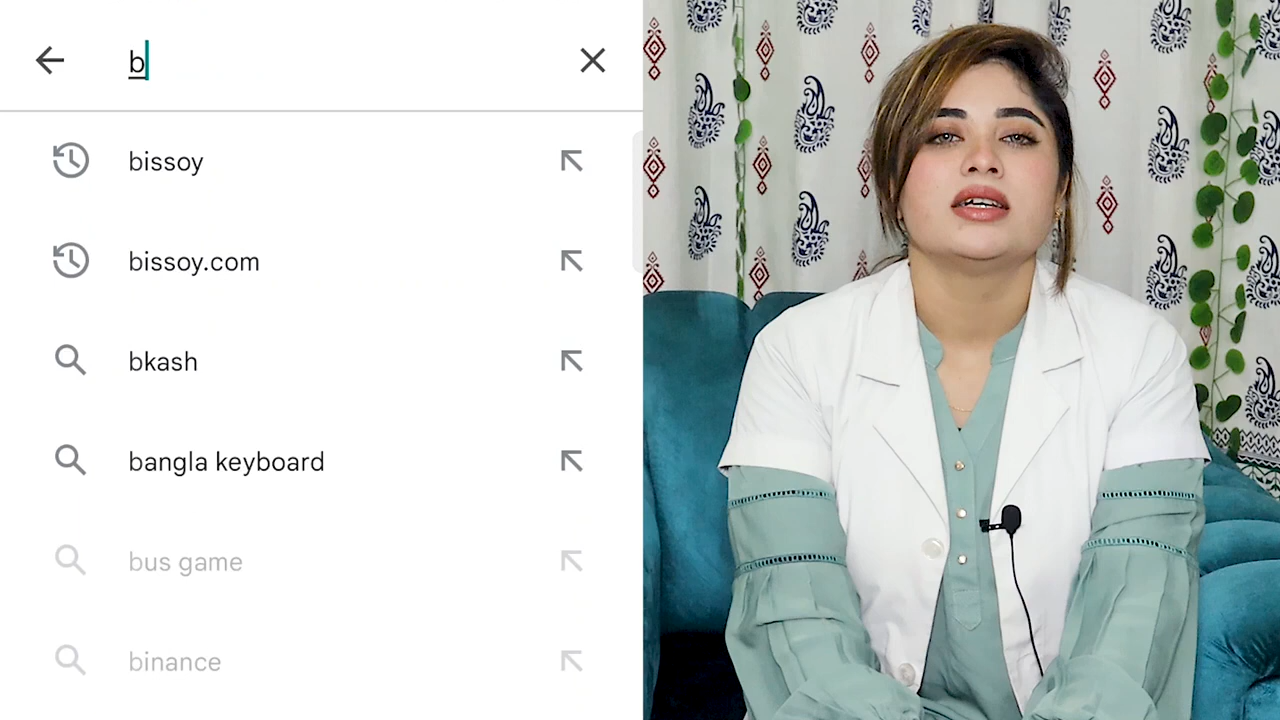 b
bissoy
bissoy.com
bkash
bangla keyboard
bus game
binance